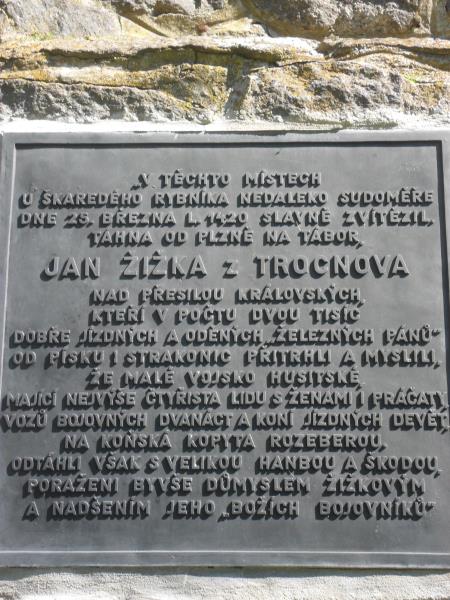 „V TĚCHTO MÍSTECH
U ŠKAREDÉHO RYBNÍKA NEDALEKO SUDOMĚŘE
DNE 25. BŘEZNA L. 1420 SLAVNĚ ZVÍTĚZIL,
TÁHNA OD PLZNĚ NA TÁBOR,
JAN ŽIŽKA Z TROCNOVA
NAD PŘESILOU KRÁLOVSKÝCH,
KTEŘÍ V POČTU DVOU TISÍC
DOBŘE JÍZDNÝCH A ODĚNÝCH „ŽELEZNÝCH PÁNŮ“
OD PÍSKU I STRAKONIC PŘITRHLI A MYSLILI,
ŽE MALÉ VOJSKO HUSITSKÉ,
MAJÍCÍ NEJVÝŠE ČTYŘISTA LIDU S ŽENAMI I PRÁČATY,
VOZŮ BOJOVNÝCH DVANÁCT A KONÍ JÍZDNÝCH DEVĚT,
NA KOŇSKÁ KOPYTA ROZEBEROU,
ODTÁHLI VŠAK S VELIKOU HANBOU A ŠKODOU,
PORAŽENI BYVŠE DŮMYSLEM ŽIŽKOVÝM
A NADŠENÍM JEHO „BOŽÍCH BOJOVNÍKŮ“